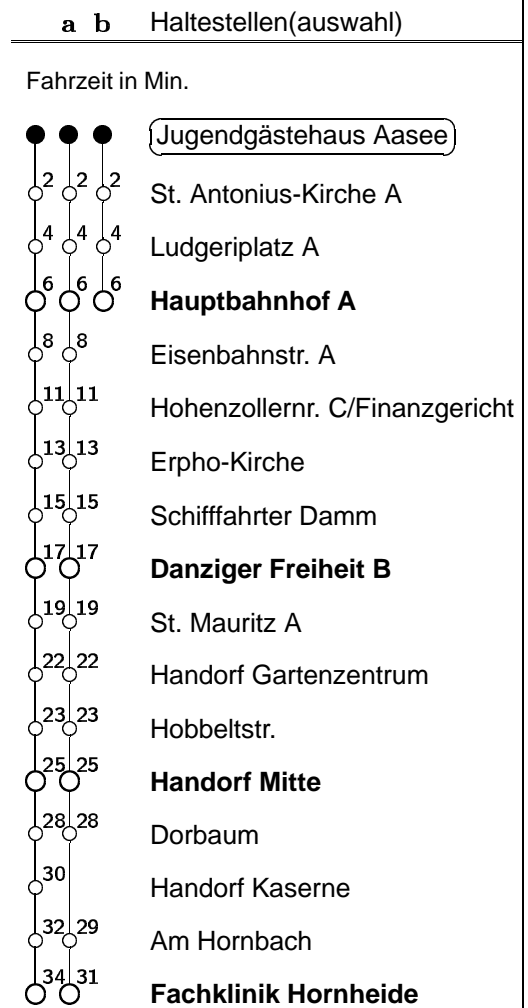 a b Haltestellen(auswahl)
Fahrzeit in Min.
Jugendgästehaus Aasee
2 2 2 St. Antonius-Kirche A
4 4 4 Ludgeriplatz A
6 6 6 Hauptbahnhof A
8 8 Eisenbahnstr. A
11 11 Hohenzollernr. C/Finanzgericht
13 13 Erpho-Kirche
15 15 Schifffahrter Damm
17 17 Danziger Freiheit B
19 19 St. Mauritz A
22 22 Handorf Gartenzentrum
23 23 Hobbeltstr.
25 25 Handorf Mitte
28 28 Dorbaum
30 Handorf Kaserne
32 29 Am Hornbach
34 31 Fachklinik Hornheide